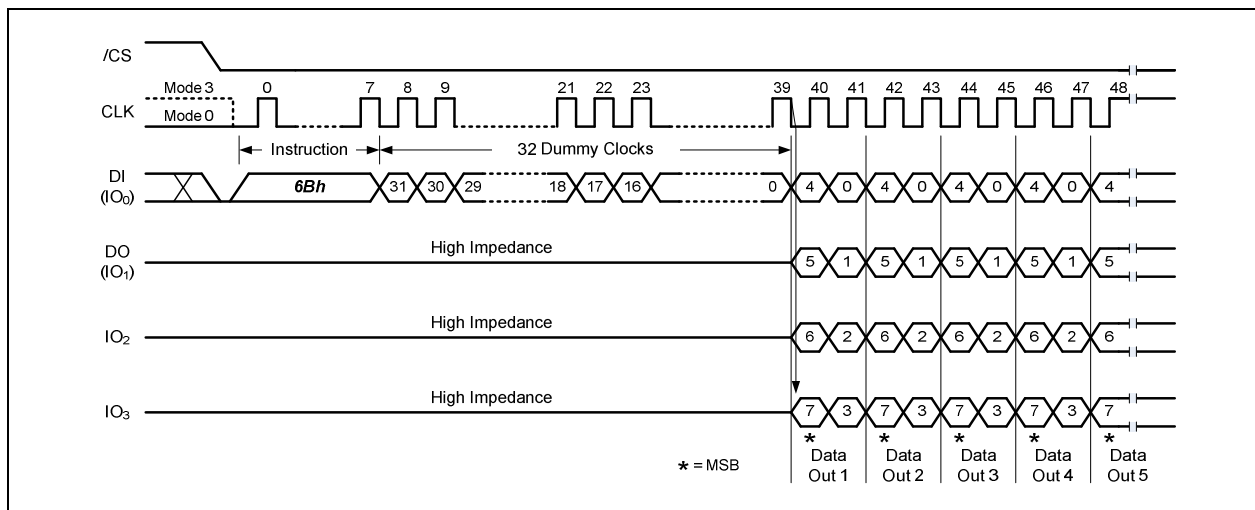 /CS
Mode 3 0 7 8 9 21 22 23 39 40 41 42 43 44 45 46 47 48
CLK
Mode 0
Instruction 32 Dummy Clocks
DI
(IO0)
6Bh 31 30 29 18 17 16 0 4 0 4 0 4 0 4 0 4
High Impedance
DO
(IO1)
5 1 5 1 5 1 5 1 5
High Impedance
IO2 6 2 6 2 6 2 6 2 6
High Impedance
IO3 7 3 7 3 7 3 7 3 7
* * * * *
* = MSB
Data
Out 1
Data
Out 2
Data
Out 3
Data
Out 4
Data
Out 5